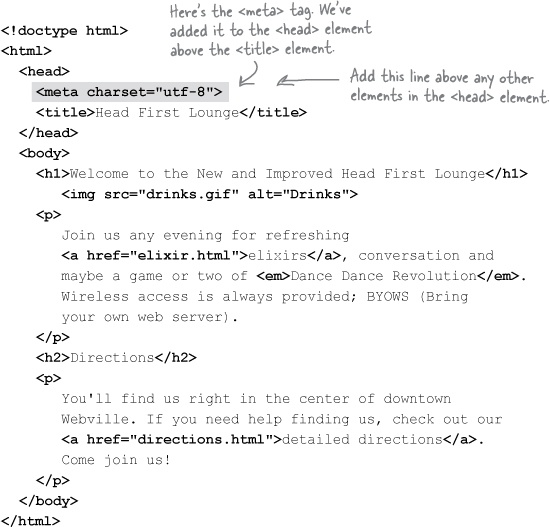 Here's the <meta> tag. We've
added it to the <head> element
above the <title> element.
<!doctype html>
<html>
<head>
<meta charset="utf-8">
Add this line above any other
elements in the <head> element.
<title>Head First Lounge</title>
</head>
<body>
<h1>Welcome to the New and Improved Head First Lounge</h1>
<img src="drinks.gif" alt="Drinks">
<p>
Join us any evening for refreshing
<a href="elixir.html">elixirs</a>, conversation and
maybe a game or two of <em>Dance Dance Revolution</em>.
Wireless access is always provided; BYOWS (Bring
your own web server).
</p>
<h2>Directions</h2>
<p>
You'll find us right in the center of downtown
Webville. If you need help finding us, check out our
<a href="directions.html">detailed directions</a>.
Come join us!
</p>
</body>
</html>